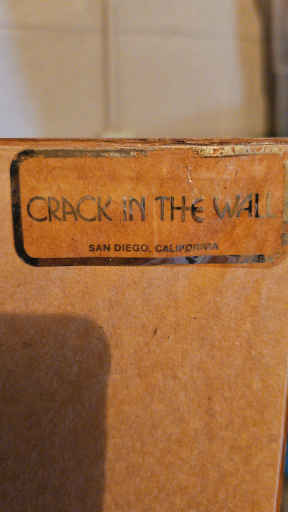 CRACK IN THE WALL
SAN DIEGO, CALIFORNIA